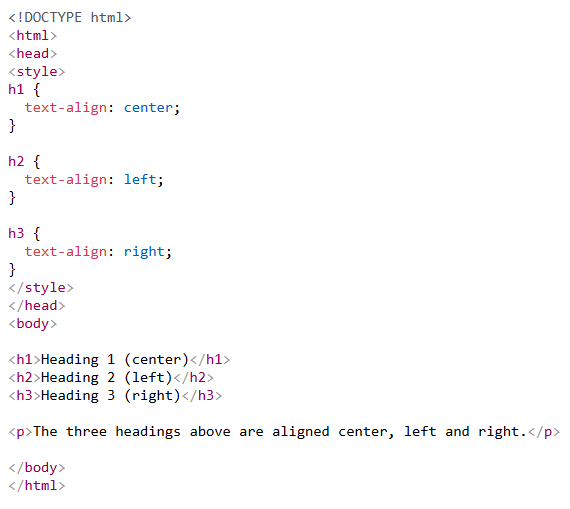 <!DOCTYPE html>
<html>
<head>
<style>
h1 {
  text-align: center;
}

h2 {
  text-align: left;
}

h3 {
  text-align: right;
}
</style>
</head>
<body>

<h1>Heading 1 (center)</h1>
<h2>Heading 2 (left)</h2>
<h3>Heading 3 (right)</h3>

<p>The three headings above are aligned center, left and right.</p>

</body>
</html>